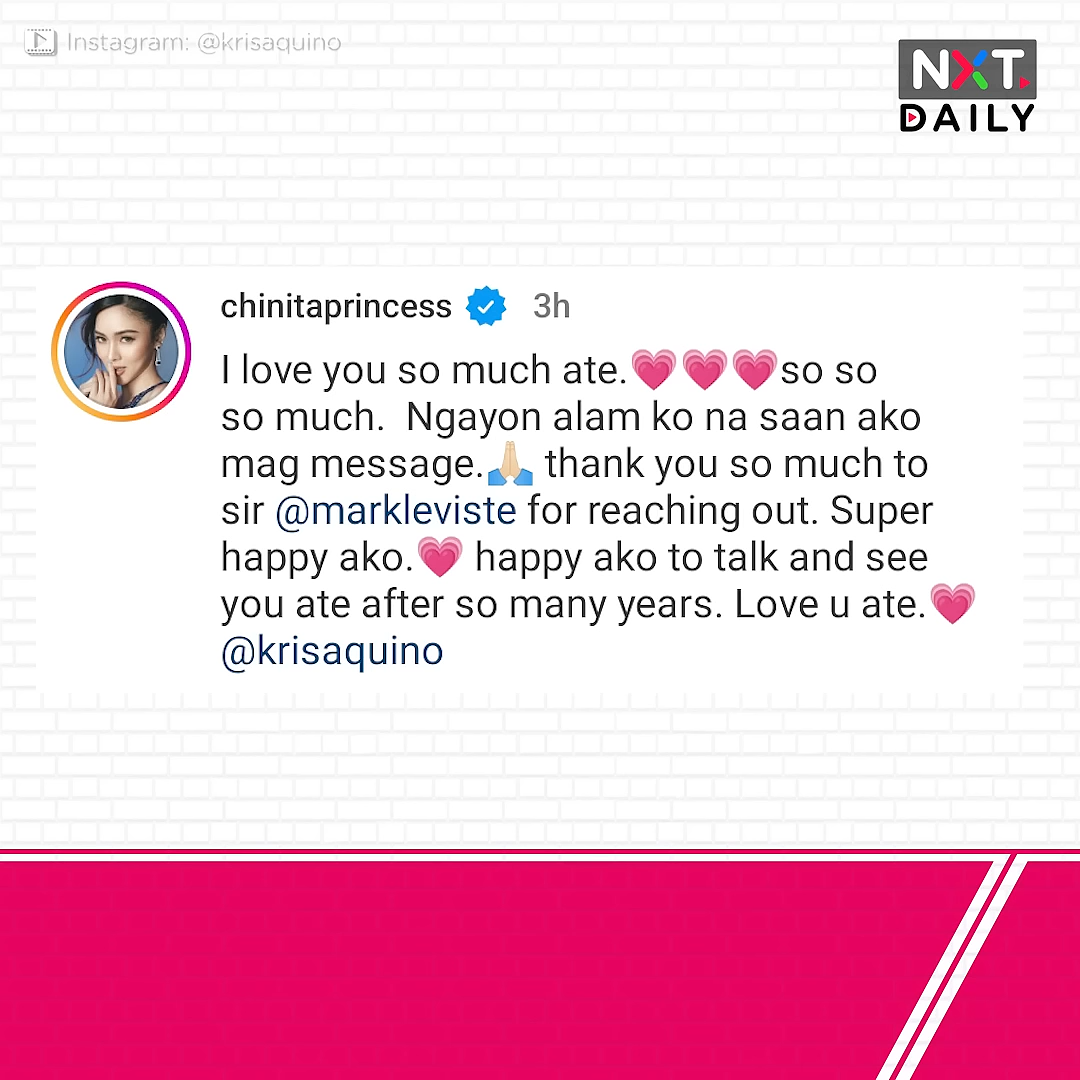 Instagram: @krisaquino
NXT
DAILY
chinitaprincess 3h
I love you so much ate.💗💗💗so so
so much. Ngayon alam ko na saan ako
mag message.🙏🏻 thank you so much to
sir @markleviste for reaching out. Super
happy ako.💗 happy ako to talk and see
you ate after so many years. Love u ate.💗
@krisaquino